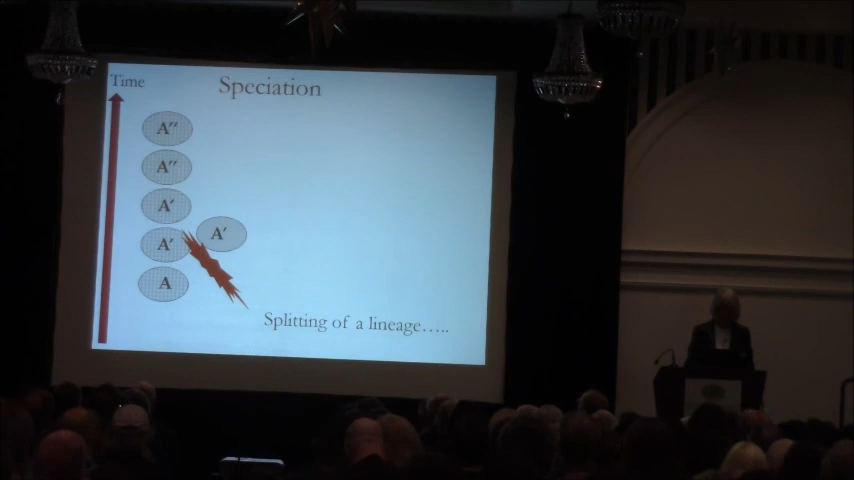 Time
Speciation
A″
A″
A′
A′
A′
A
Splitting of a lineage…..